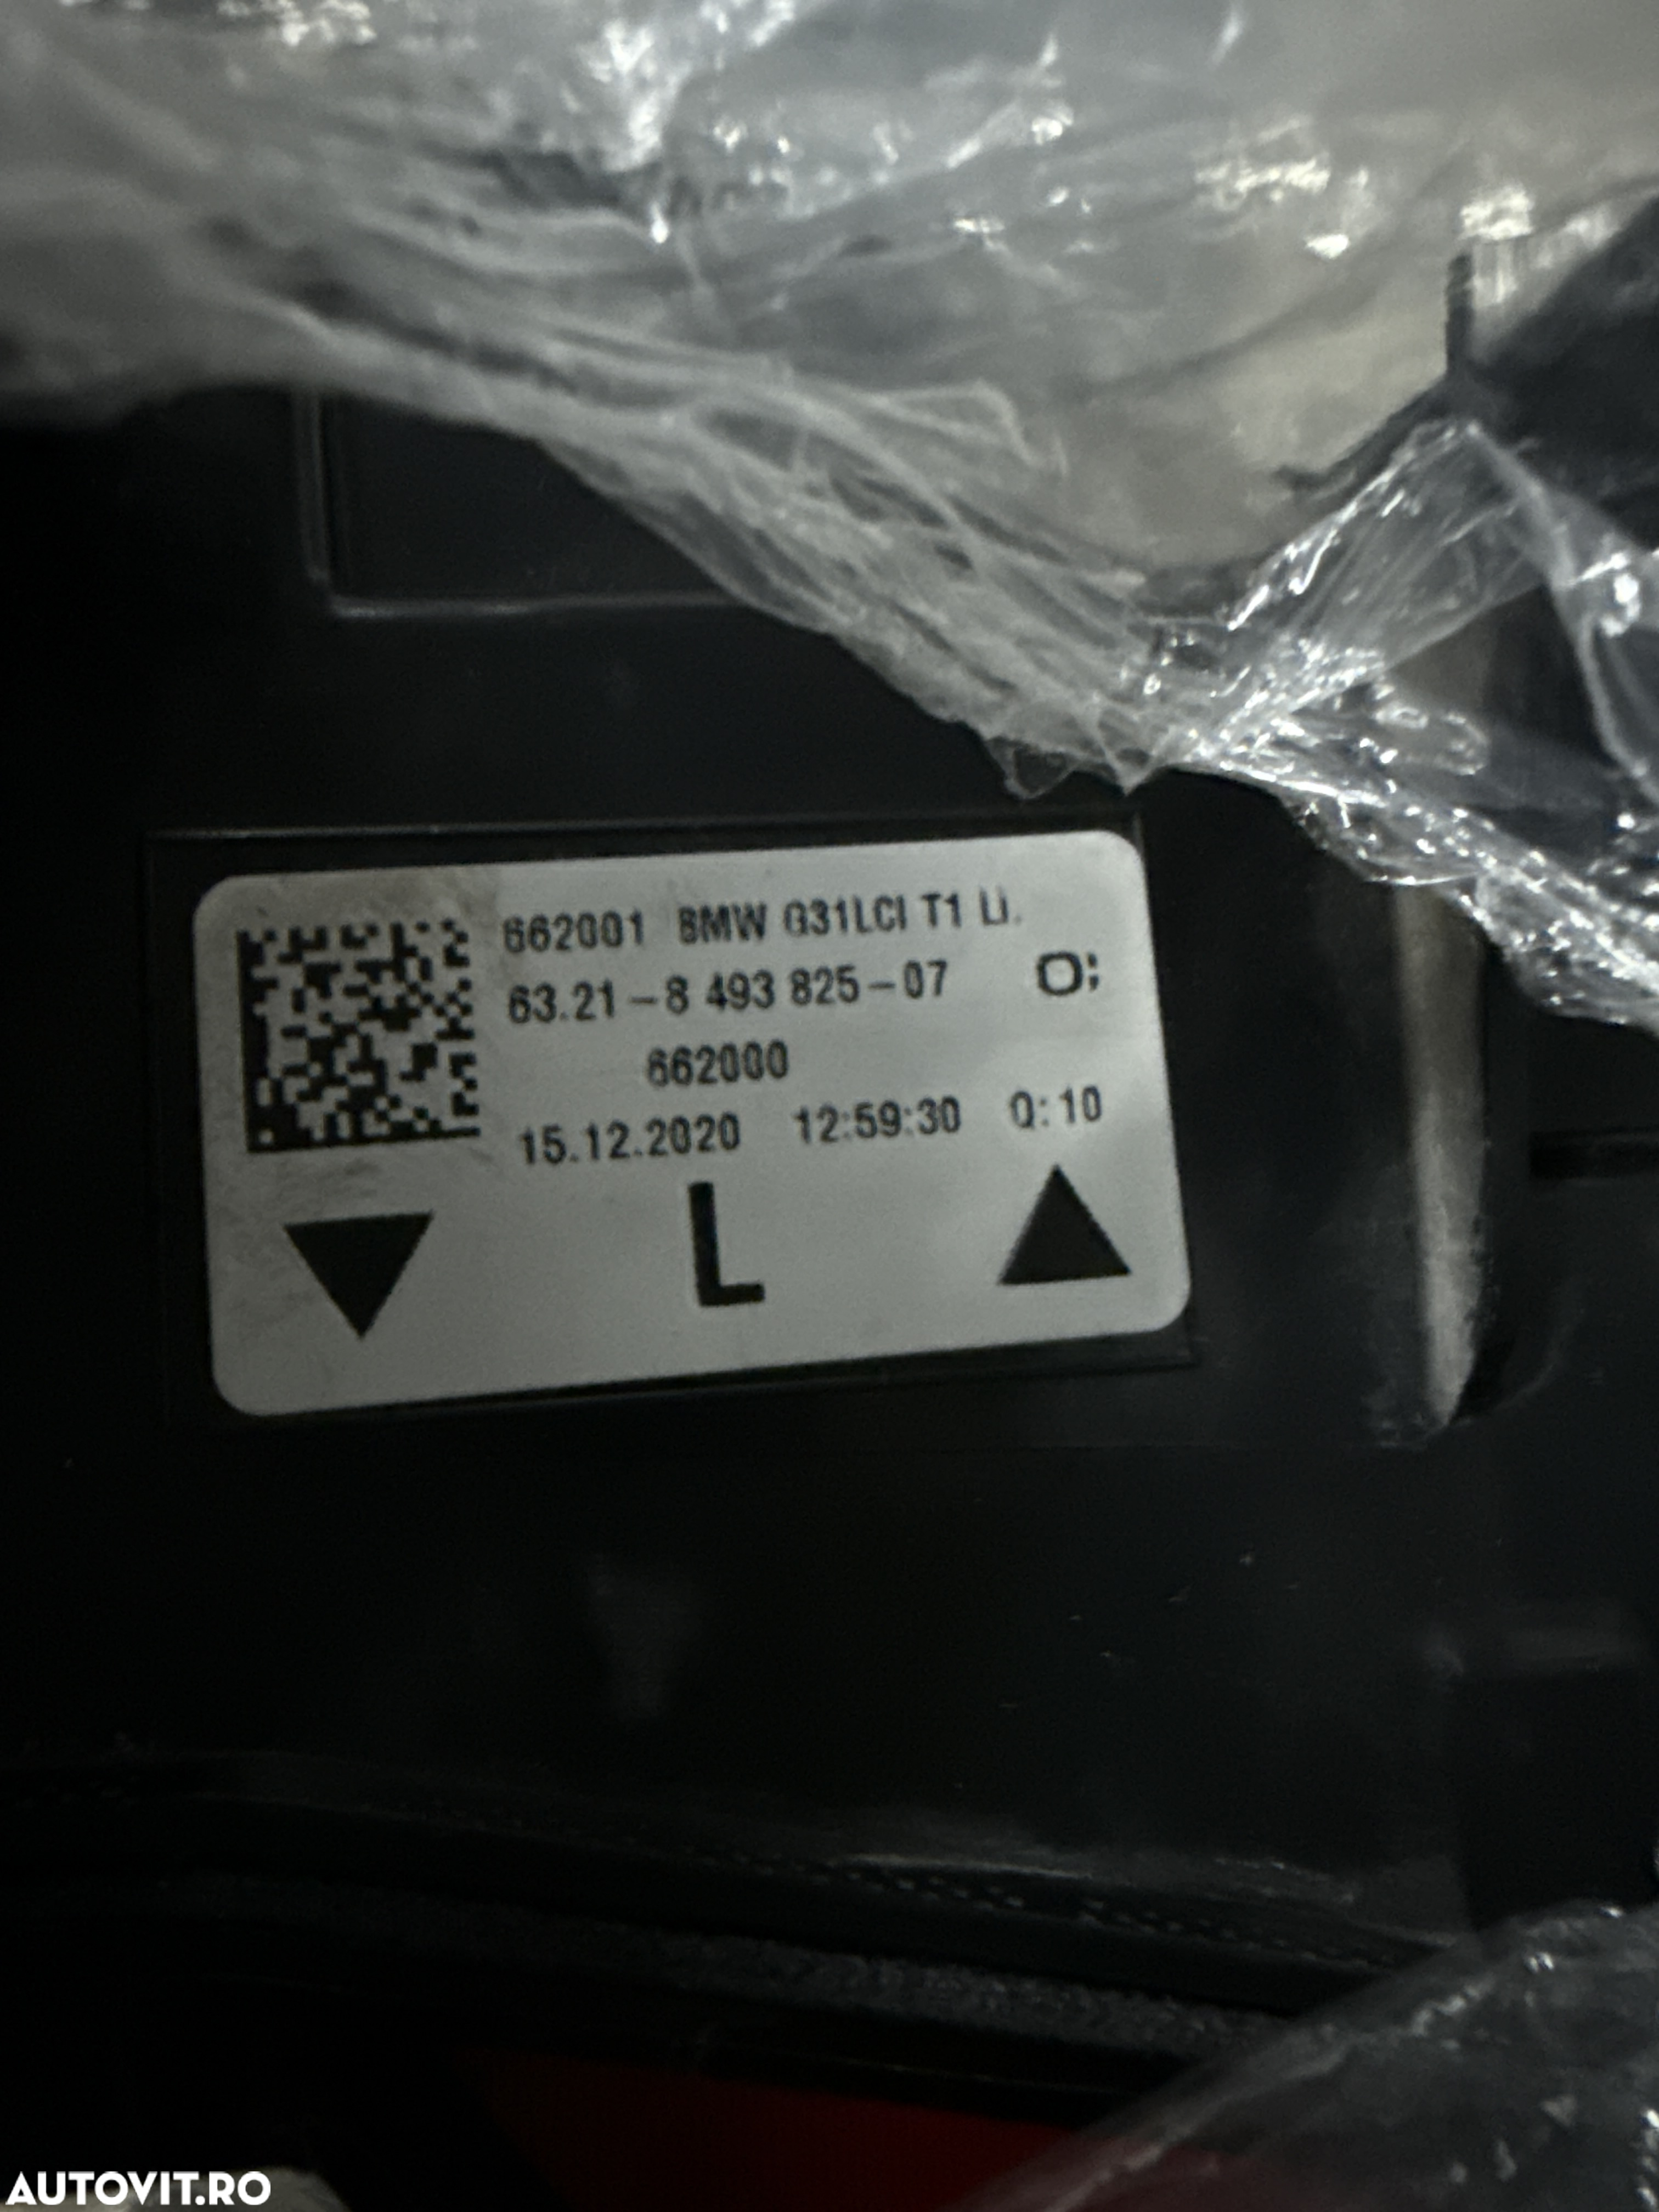 662001 BMW G31LCI T1 Li.
63.21-8 493 825-07 O;
662000
15.12.2020 12:59:30 Q:10
L
AUTOVIT.RO